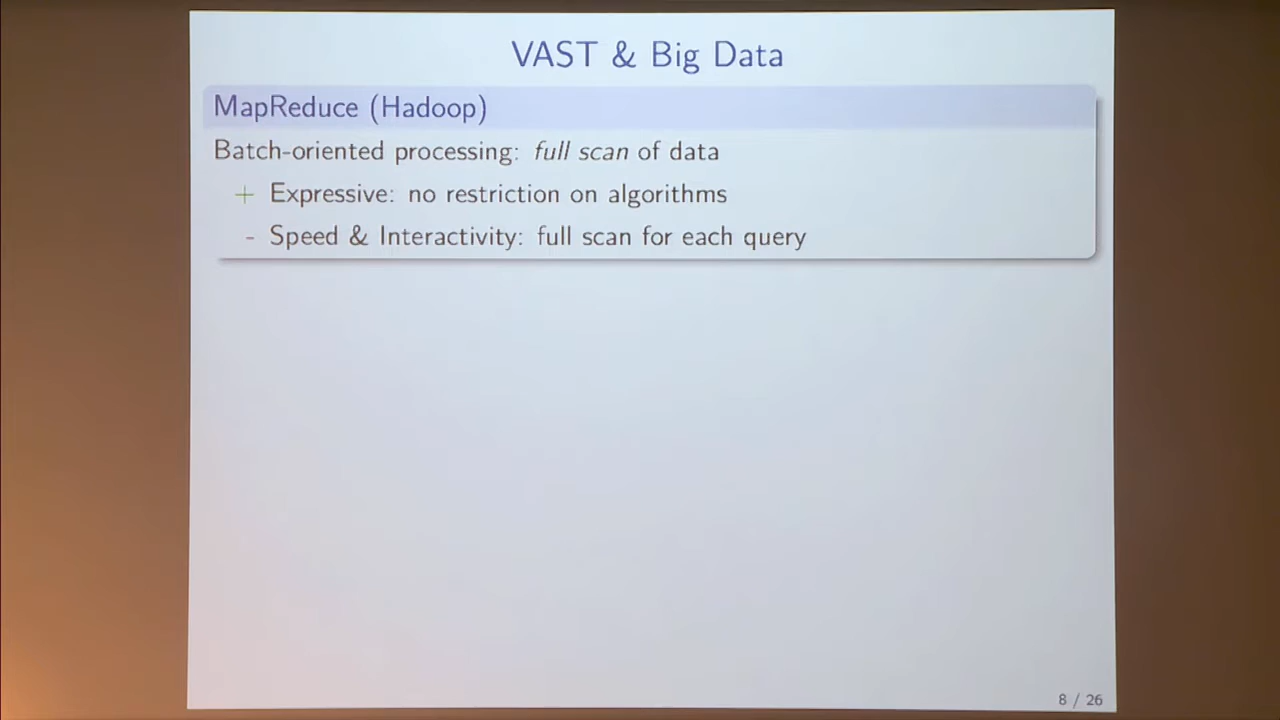 VAST & Big Data
MapReduce (Hadoop)
Batch-oriented processing: full scan of data
+ Expressive: no restriction on algorithms
- Speed & Interactivity: full scan for each query
8 / 26